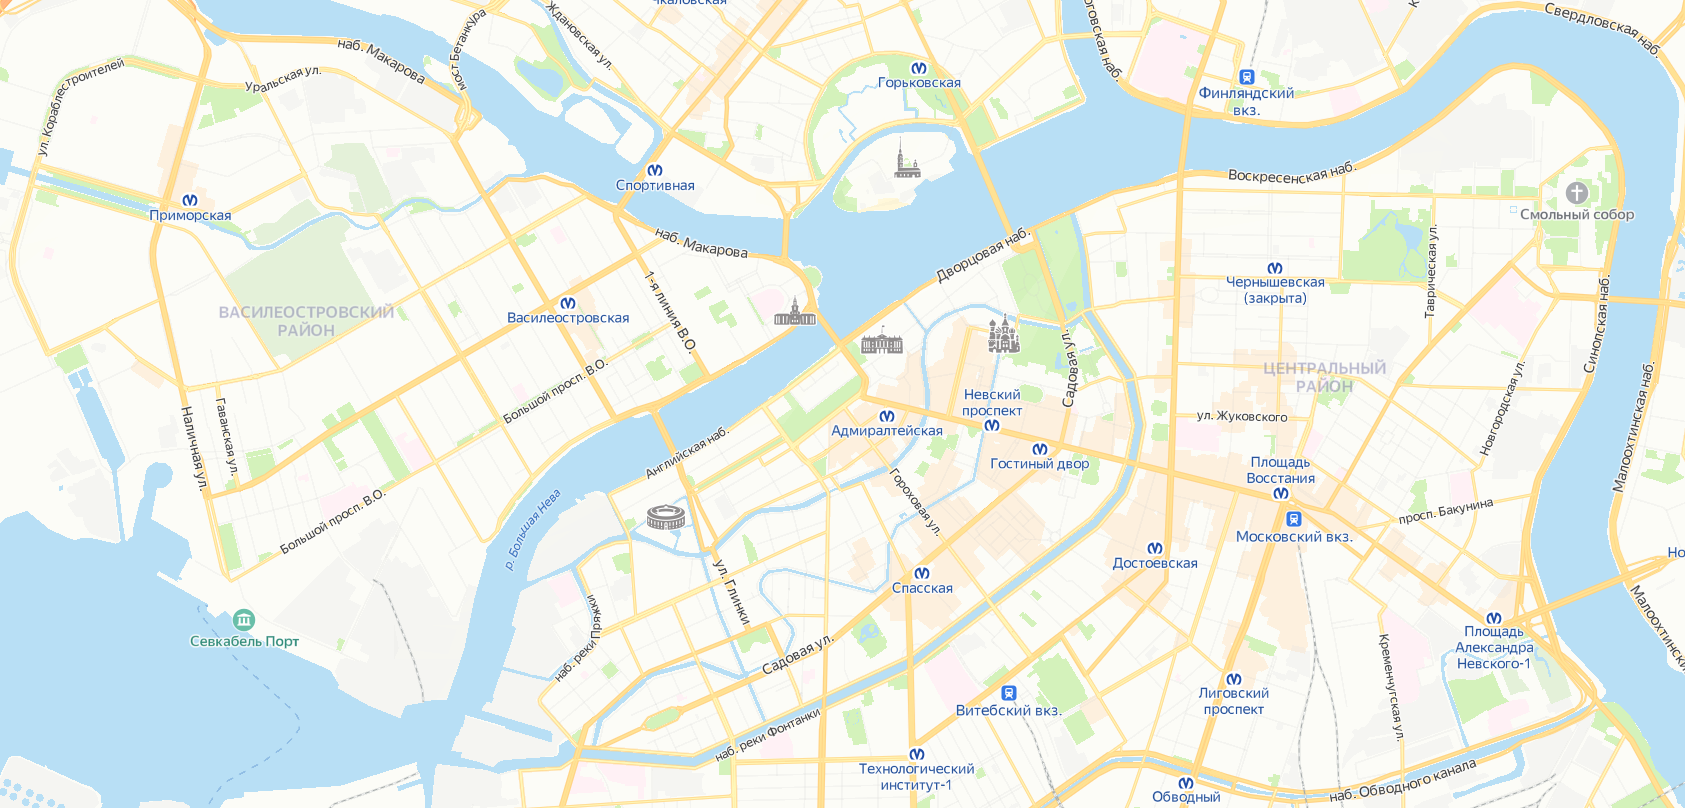 Чкаловская
Ждановская ул.
мост Бетанкура
наб. Макарова
Уральская ул.
ул. Кораблестроителей
Свердловская наб.
Горьковская
Финляндский
вкз.
Спортивная
Приморская
Воскресенская наб.
Смольный собор
наб. Макарова
Дворцовая наб.
1-я линия В.О.
Таврическая ул.
Чернышевская
(закрыта)
Синопская наб.
ВАСИЛЕОСТРОВСКИЙ
РАЙОН
Василеостровская
Садовая ул.
ЦЕНТРАЛЬНЫЙ
РАЙОН
Малоохтинская наб.
Новгородская ул.
Большой просп. В.О.
Невский
проспект
ул. Жуковского
Наличная ул.
Гаванская ул.
Адмиралтейская
Английская наб.
Гостиный двор
Площадь
Восстания
Гороховая ул.
Большой просп. В.О.
р. Большая Нева
просп. Бакунина
Московский вкз.
Достоевская
ул. Глинки
Спасская
наб. реки Пряжки
Севкабель Порт
Садовая ул.
Площадь
Александра
Невского-1
Кременчугская ул.
Лиговский
проспект
Витебский вкз.
наб. реки Фонтанки
Технологический
институт-1
Обводный
наб. Обводного канала